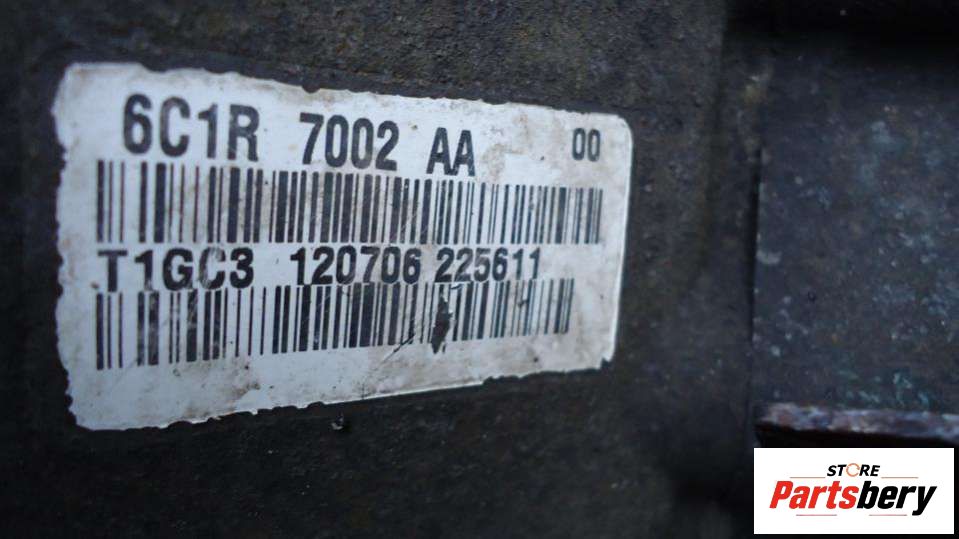 6C1R 7002 AA 00
T1GC3 120706 225611
STORE
Partsbery